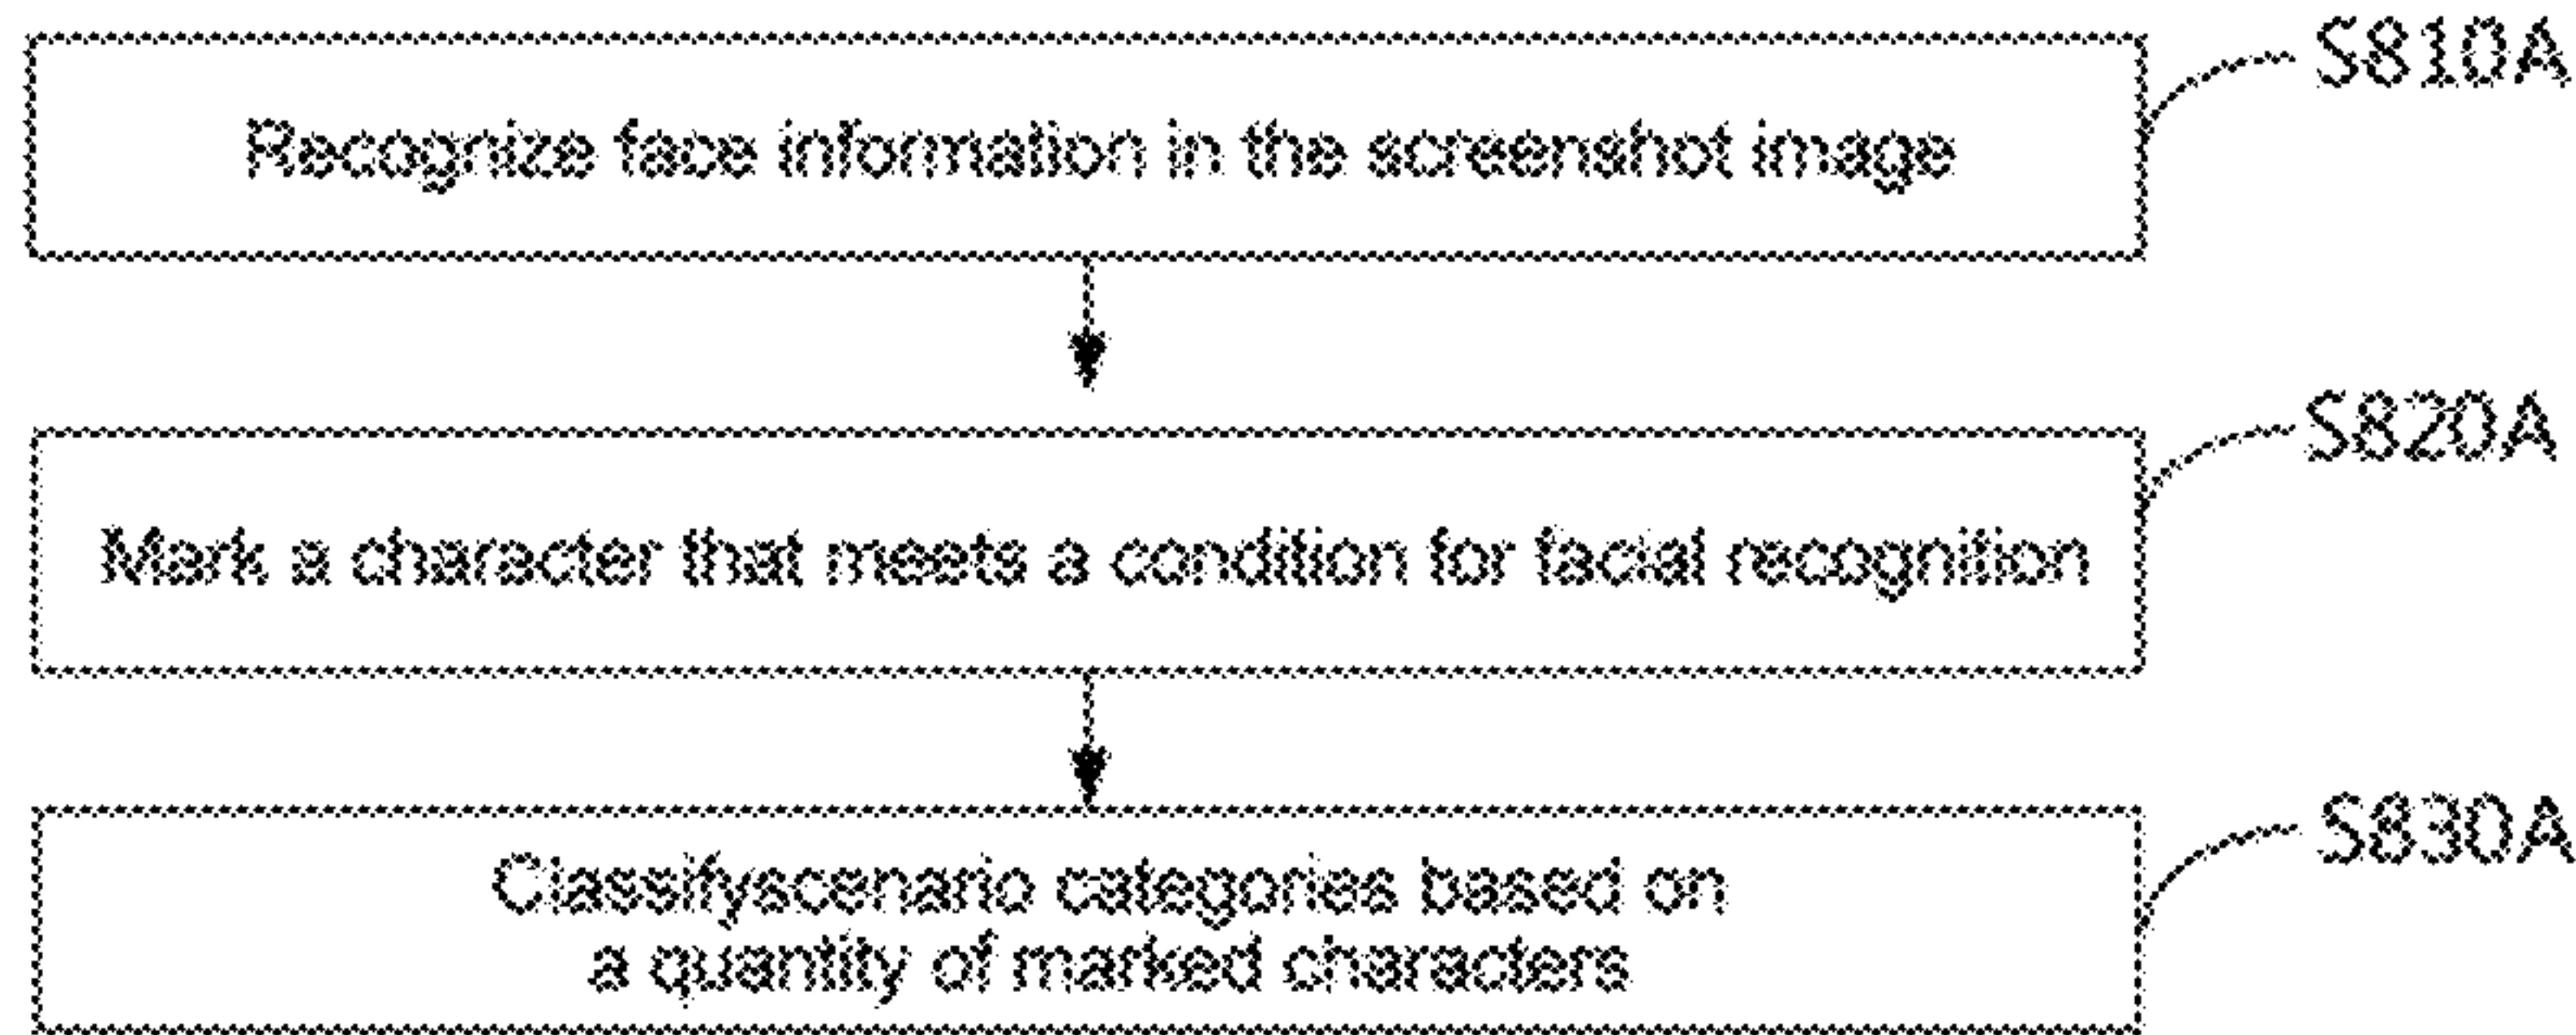 Recognize face information in the screenshot image
S810A
Mark a character that meets a condition for facial recognition
S820A
Classifyscenario categories based on
a quantity of marked characters
S830A